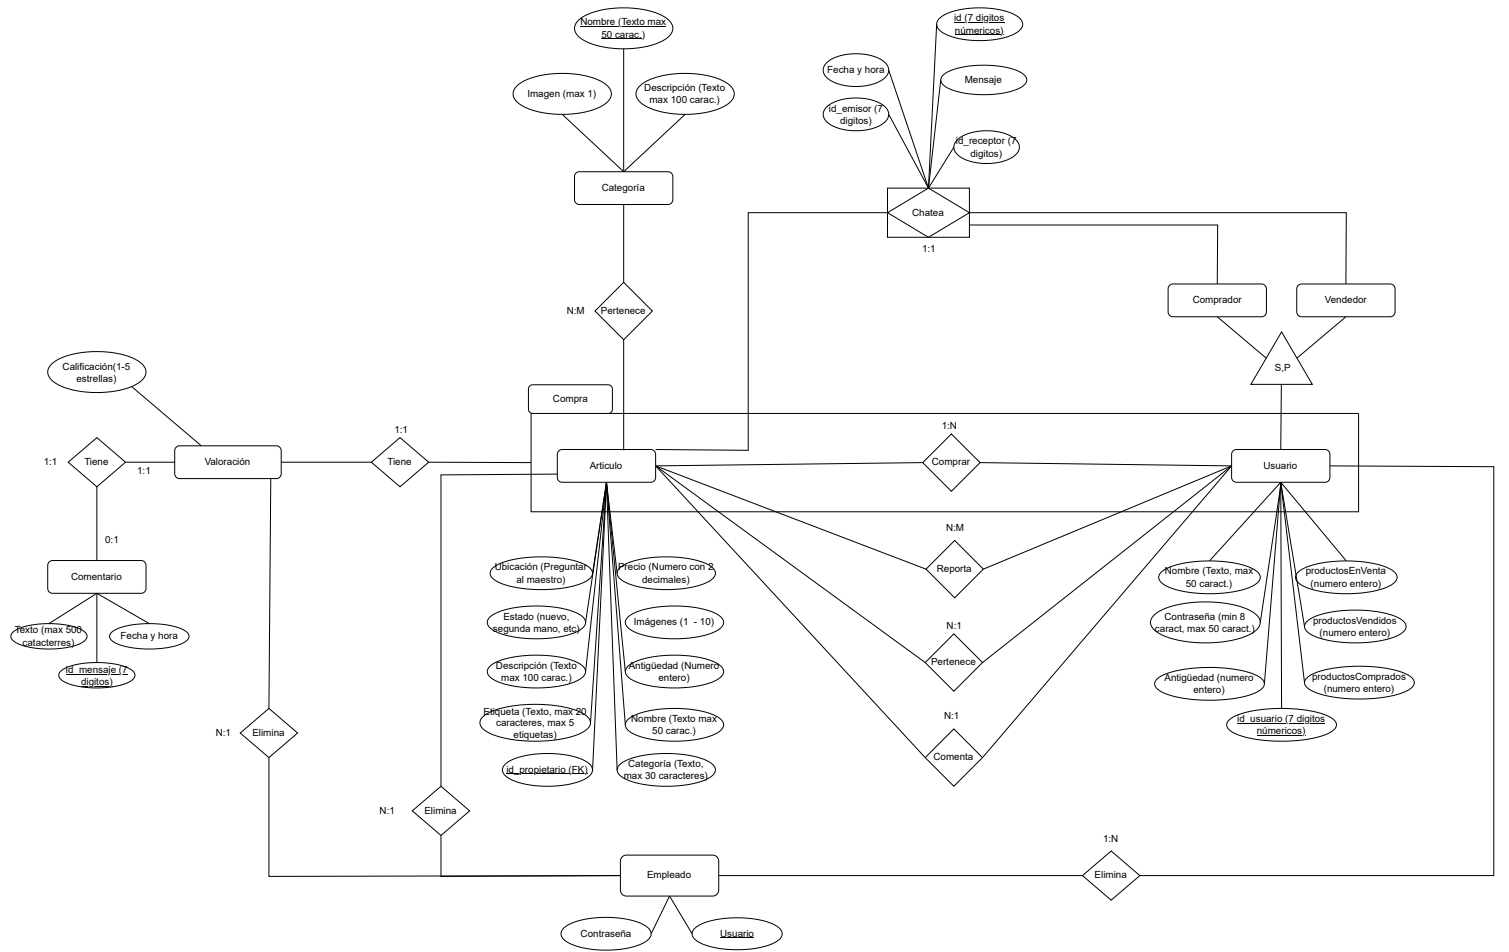 Nombre (Texto max
50 carac.)
Imagen (max 1)
Descripción (Texto
max 100 carac.)
Categoría
id (7 digitos
númericos)
Fecha y hora
Mensaje
id_emisor (7
digitos)
id_receptor (7
digitos)
Chatea
1:1
N:M
Pertenece
Comprador
Vendedor
S,P
Calificación(1-5
estrellas)
Compra
1:1
Tiene
1:1
1:1
Valoración
Tiene
Articulo
1:N
Comprar
Usuario
0:1
Comentario
Texto (max 500
catacterres)
Fecha y hora
id_mensaje (7
digitos)
Ubicación (Preguntar
al maestro)
Precio (Numero con 2
decimales)
Estado (nuevo,
segunda mano, etc)
Imágenes (1  - 10)
Descripción (Texto
max 100 carac.)
Antigüedad (Numero
entero)
Etiqueta (Texto, max 20
caracteres, max 5
etiquetas)
Nombre (Texto max
50 carac.)
id_propietario (FK)
Categoría (Texto,
max 30 caracteres)
N:M
Reporta
N:1
Pertenece
N:1
Comenta
Nombre (Texto, max
50 caract.)
productosEnVenta
(numero entero)
Contraseña (min 8
caract, max 50 caract.)
productosVendidos
(numero entero)
Antigüedad (numero
entero)
productosComprados
(numero entero)
id_usuario (7 digitos
númericos)
N:1
Elimina
N:1
Elimina
1:N
Elimina
Empleado
Contraseña
Usuario